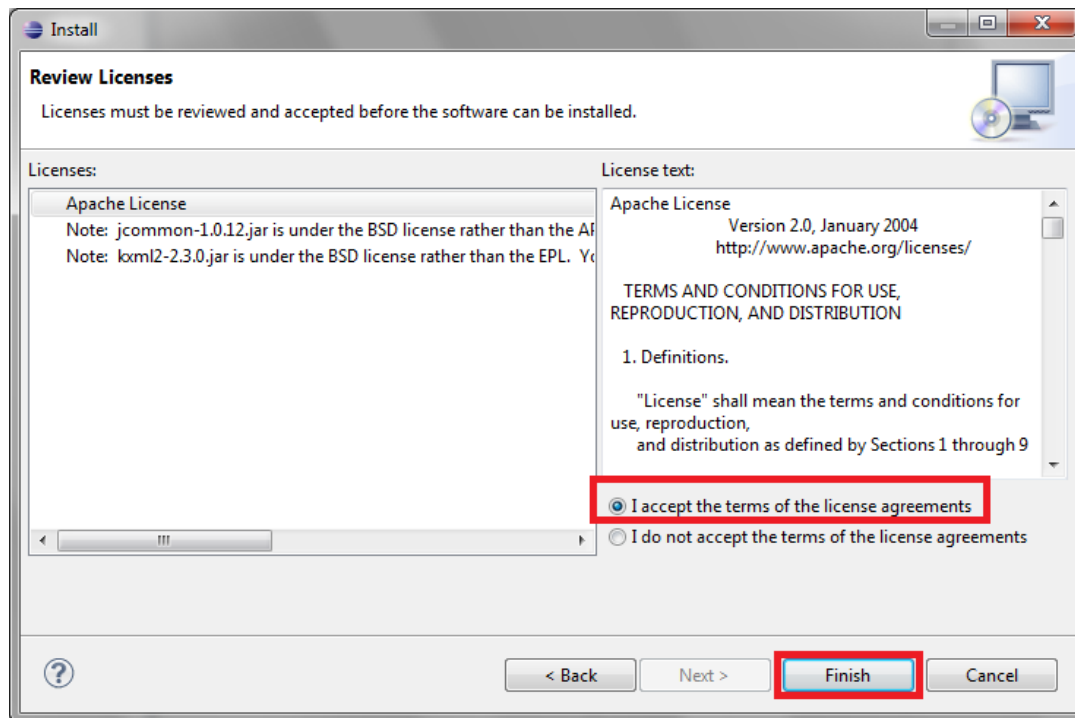 Install
Review Licenses
Licenses must be reviewed and accepted before the software can be installed.
Licenses:
Apache License
Note: jcommon-1.0.12.jar is under the BSD license rather than the
Note: kxml2-2.3.0.jar is under the BSD license rather than the EPL.
License text:
Apache License
Version 2.0, January 2004
http://www.apache.org/licenses/
TERMS AND CONDITIONS FOR USE,
REPRODUCTION, AND DISTRIBUTION
1. Definitions.
"License" shall mean the terms and conditions for
use, reproduction,
and distribution as defined by Sections 1 through 9
I accept the terms of the license agreements
I do not accept the terms of the license agreements
?
< Back
Next >
Finish
Cancel